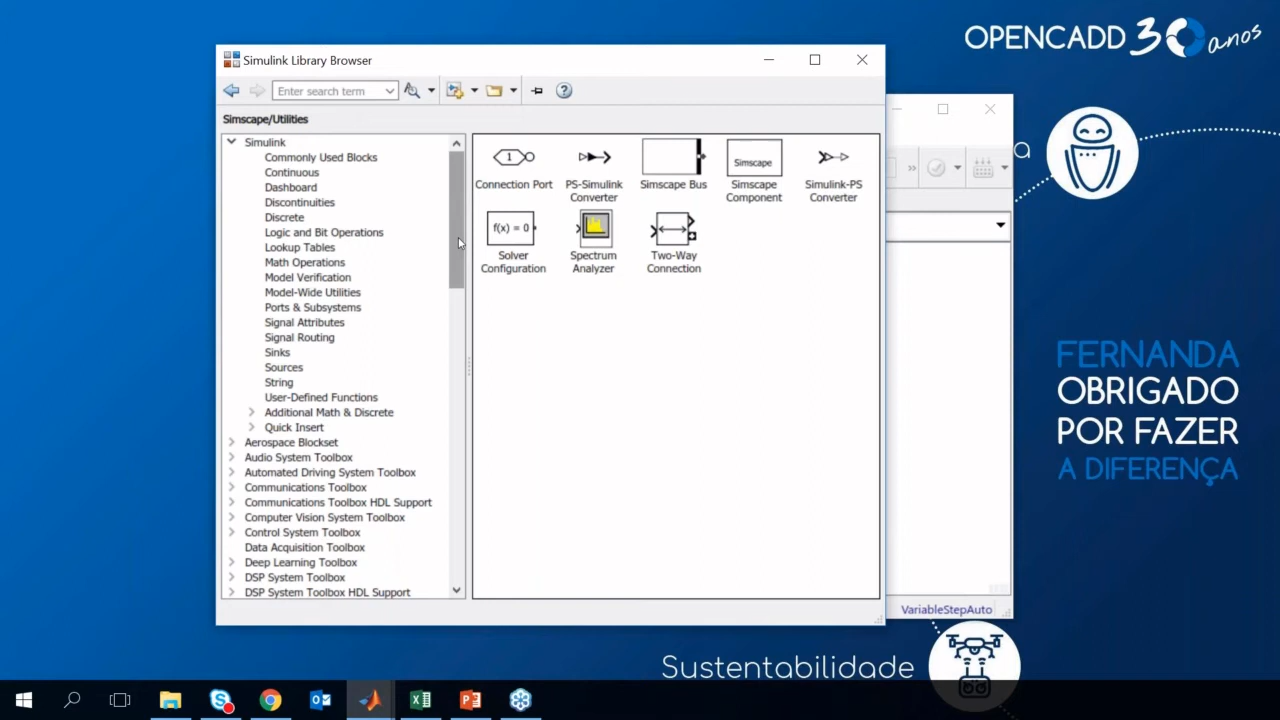 OPENCADD 30 anos
Simulink Library Browser
Enter search term
Simscape/Utilities
Simulink
Commonly Used Blocks
Continuous
Dashboard
Discontinuities
Discrete
Logic and Bit Operations
Lookup Tables
Math Operations
Model Verification
Model-Wide Utilities
Ports & Subsystems
Signal Attributes
Signal Routing
Sinks
Sources
String
User-Defined Functions
Additional Math & Discrete
Quick Insert
Aerospace Blockset
Audio System Toolbox
Automated Driving System Toolbox
Communications Toolbox
Communications Toolbox HDL Support
Computer Vision System Toolbox
Control System Toolbox
Data Acquisition Toolbox
Deep Learning Toolbox
DSP System Toolbox
DSP System Toolbox HDL Support
1
Connection Port
PS-Simulink
Converter
Simscape Bus
Simscape
Simscape
Component
Simulink-PS
Converter
f(x) = 0
Solver
Configuration
Spectrum
Analyzer
Two-Way
Connection
a
»
VariableStepAuto
FERNANDA
OBRIGADO
POR FAZER
A DIFERENÇA
Sustentabilidade